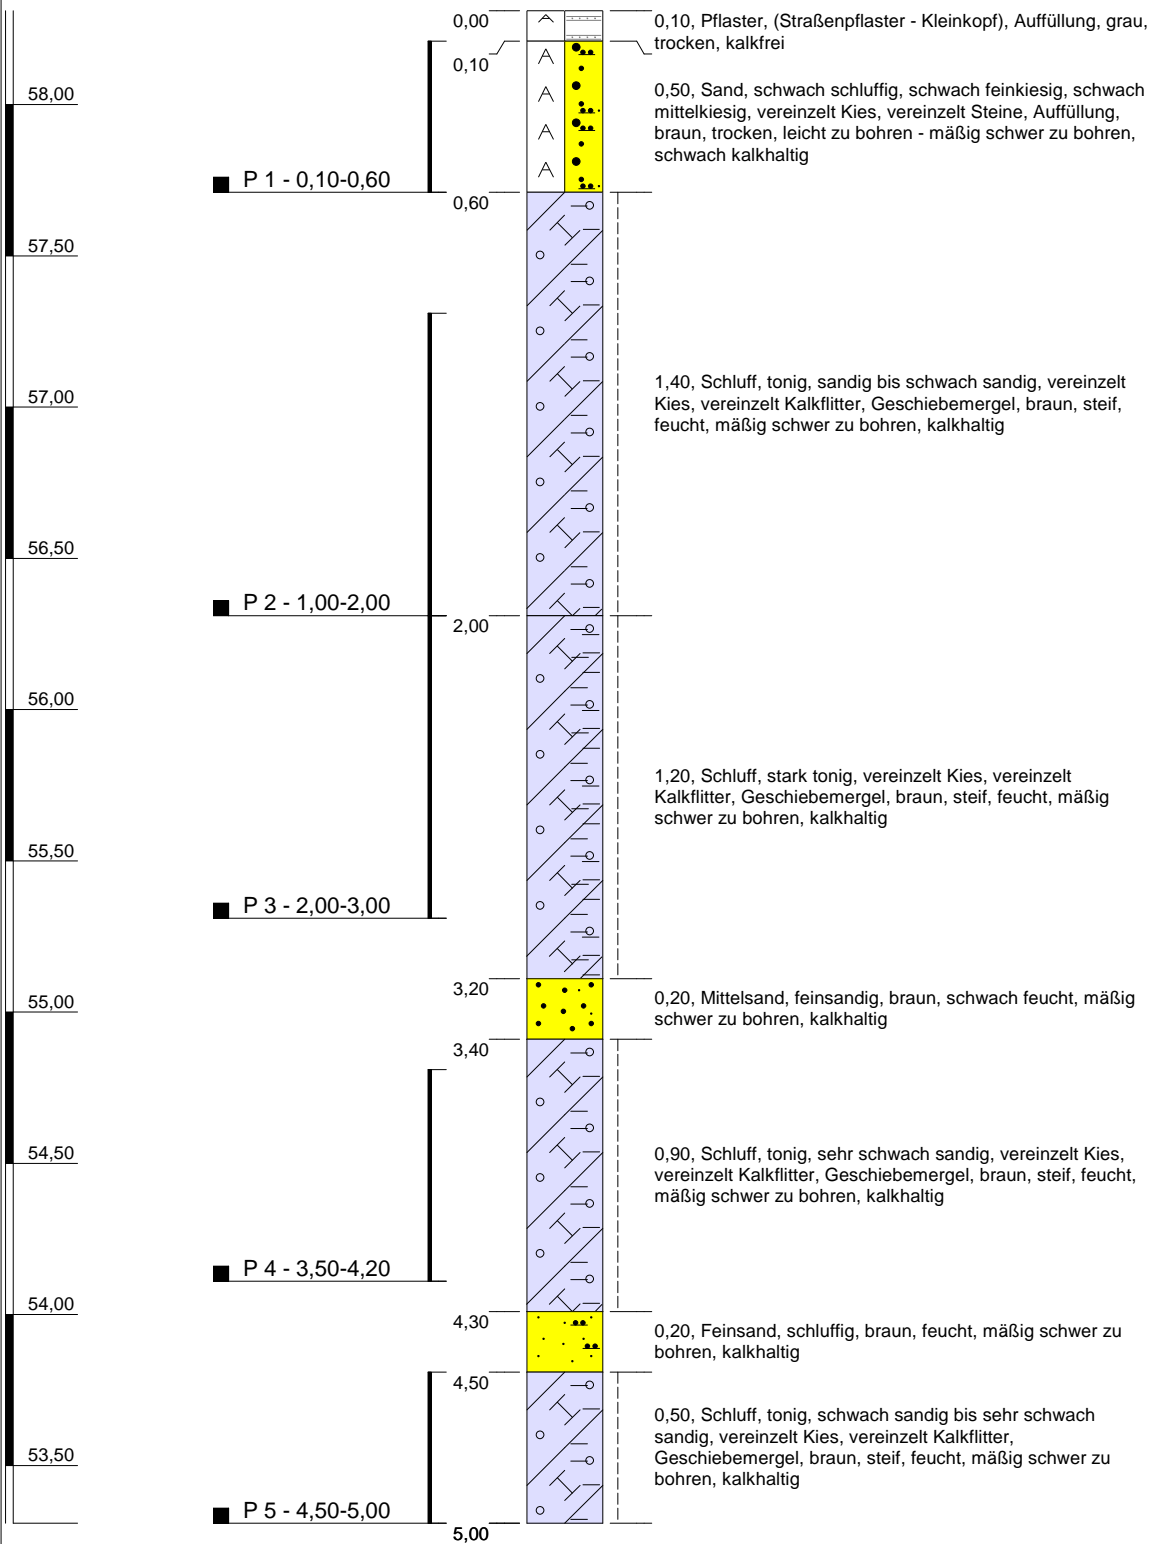 0,00
0,10, Pflaster, (Straßenpflaster - Kleinkopf), Auffüllung, grau,
trocken, kalkfrei
0,10
58,00
0,50, Sand, schwach schluffig, schwach feinkiesig, schwach
mittelkiesig, vereinzelt Kies, vereinzelt Steine, Auffüllung,
braun, trocken, leicht zu bohren - mäßig schwer zu bohren,
schwach kalkhaltig
P 1 - 0,10-0,60
0,60
57,50
57,00
1,40, Schluff, tonig, sandig bis schwach sandig, vereinzelt
Kies, vereinzelt Kalkflitter, Geschiebemergel, braun, steif,
feucht, mäßig schwer zu bohren, kalkhaltig
56,50
P 2 - 1,00-2,00
2,00
56,00
1,20, Schluff, stark tonig, vereinzelt Kies, vereinzelt
Kalkflitter, Geschiebemergel, braun, steif, feucht, mäßig
schwer zu bohren, kalkhaltig
55,50
P 3 - 2,00-3,00
3,20
55,00
0,20, Mittelsand, feinsandig, braun, schwach feucht, mäßig
schwer zu bohren, kalkhaltig
3,40
54,50
0,90, Schluff, tonig, sehr schwach sandig, vereinzelt Kies,
vereinzelt Kalkflitter, Geschiebemergel, braun, steif, feucht,
mäßig schwer zu bohren, kalkhaltig
P 4 - 3,50-4,20
54,00
4,30
0,20, Feinsand, schluffig, braun, feucht, mäßig schwer zu
bohren, kalkhaltig
4,50
0,50, Schluff, tonig, schwach sandig bis sehr schwach
sandig, vereinzelt Kies, vereinzelt Kalkflitter,
Geschiebemergel, braun, steif, feucht, mäßig schwer zu
bohren, kalkhaltig
53,50
P 5 - 4,50-5,00
5,00